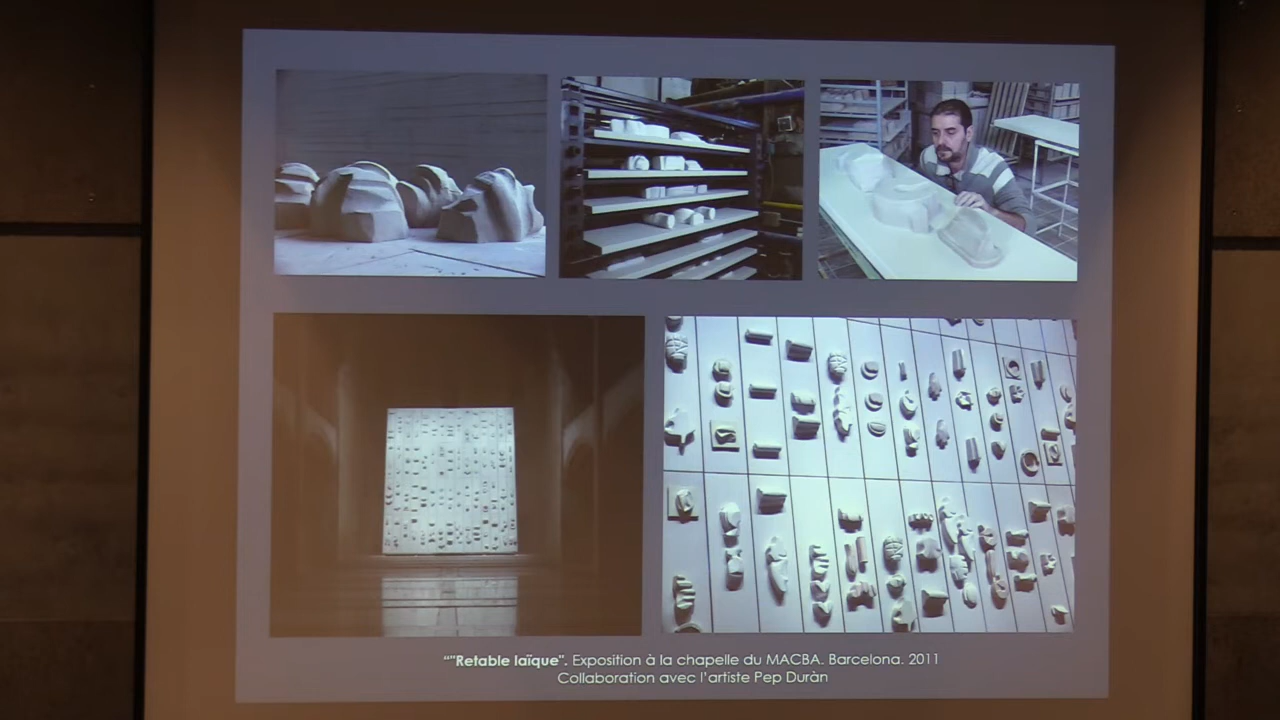 “"Retable laïque". Exposition à la chapelle du MACBA. Barcelona. 2011
Collaboration avec l'artiste Pep Duràn